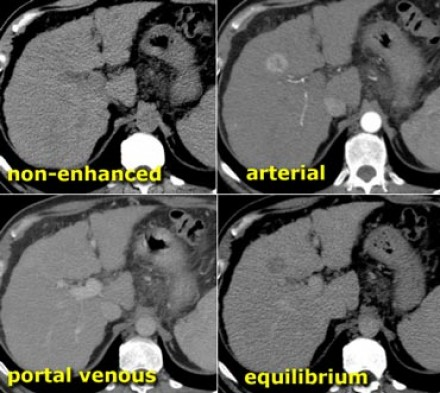 non-enhanced
arterial
portal venous
equilibrium